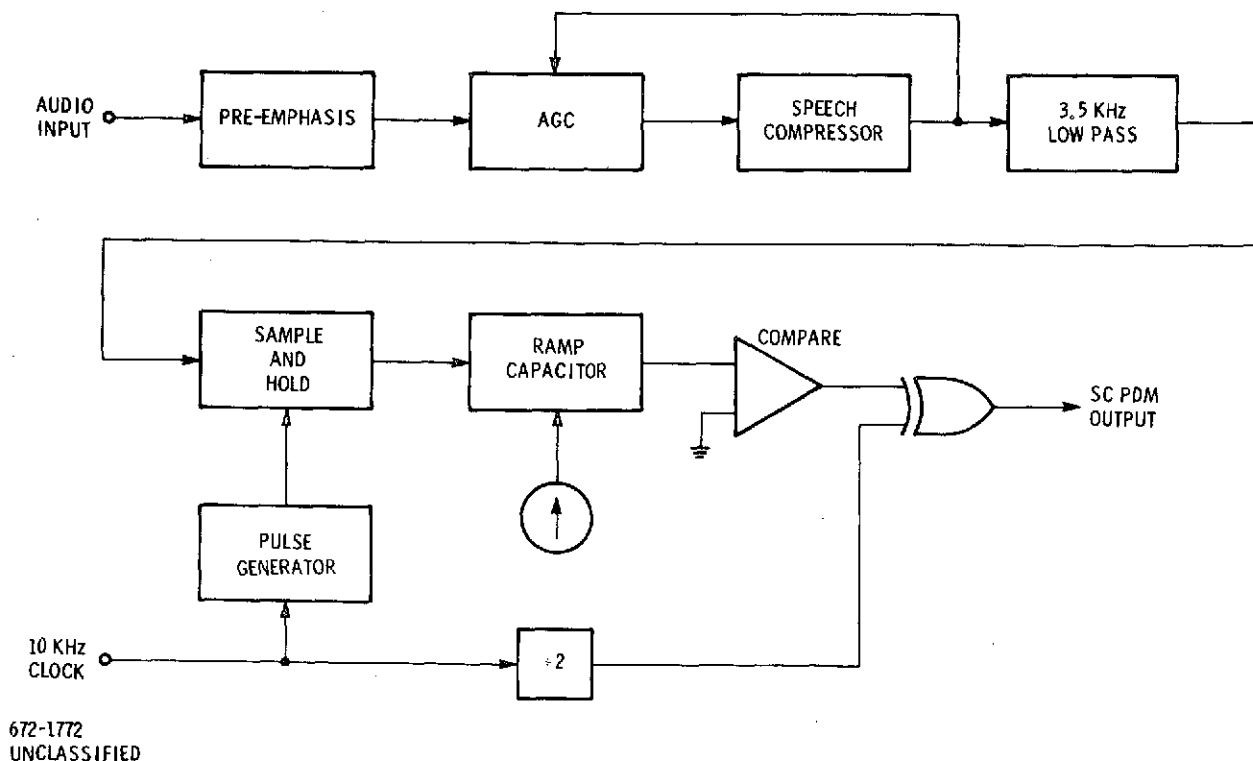 AUDIO
INPUT
PRE-EMPHASIS
AGC
SPEECH
COMPRESSOR
3.5 KHz
LOW PASS
SAMPLE
AND
HOLD
RAMP
CAPACITOR
COMPARE
SC PDM
OUTPUT
PULSE
GENERATOR
10 KHz
CLOCK
÷2
672-1772
UNCLASSIFIED